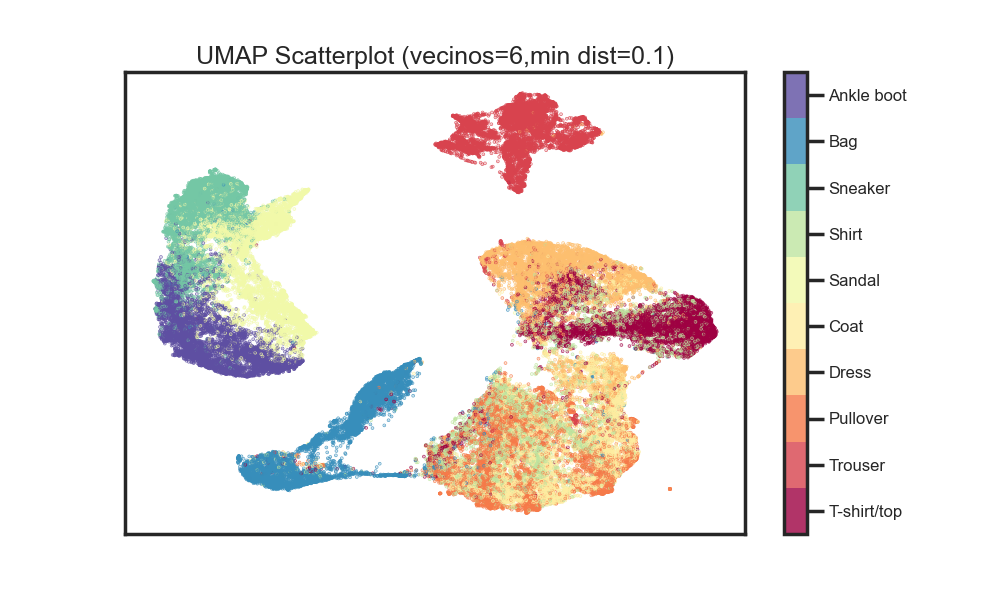 UMAP Scatterplot (vecinos=6,min dist=0.1)
Ankle boot
Bag
Sneaker
Shirt
Sandal
Coat
Dress
Pullover
Trouser
T-shirt/top